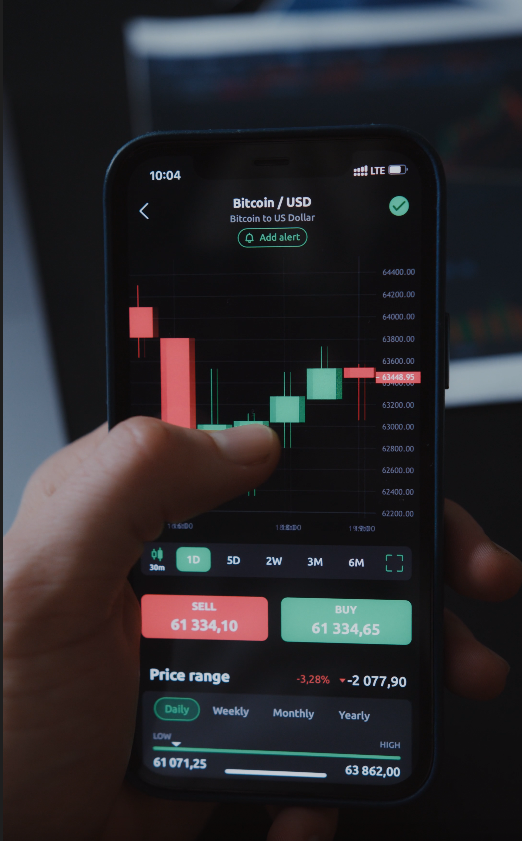 10:04 LTE
Bitcoin / USD
Bitcoin to US Dollar
Add alert
64400.00
64200.00
64000.00
63800.00
63600.00
63448.95
63200.00
63000.00
62800.00
62600.00
62400.00
62200.00
30m 1D 5D 2W 3M 6M
SELL BUY
61 334,10 61 334,65
Price range -3,28% -2 077,90
Daily Weekly Monthly Yearly
LOW HIGH
61 071,25 63 862,00